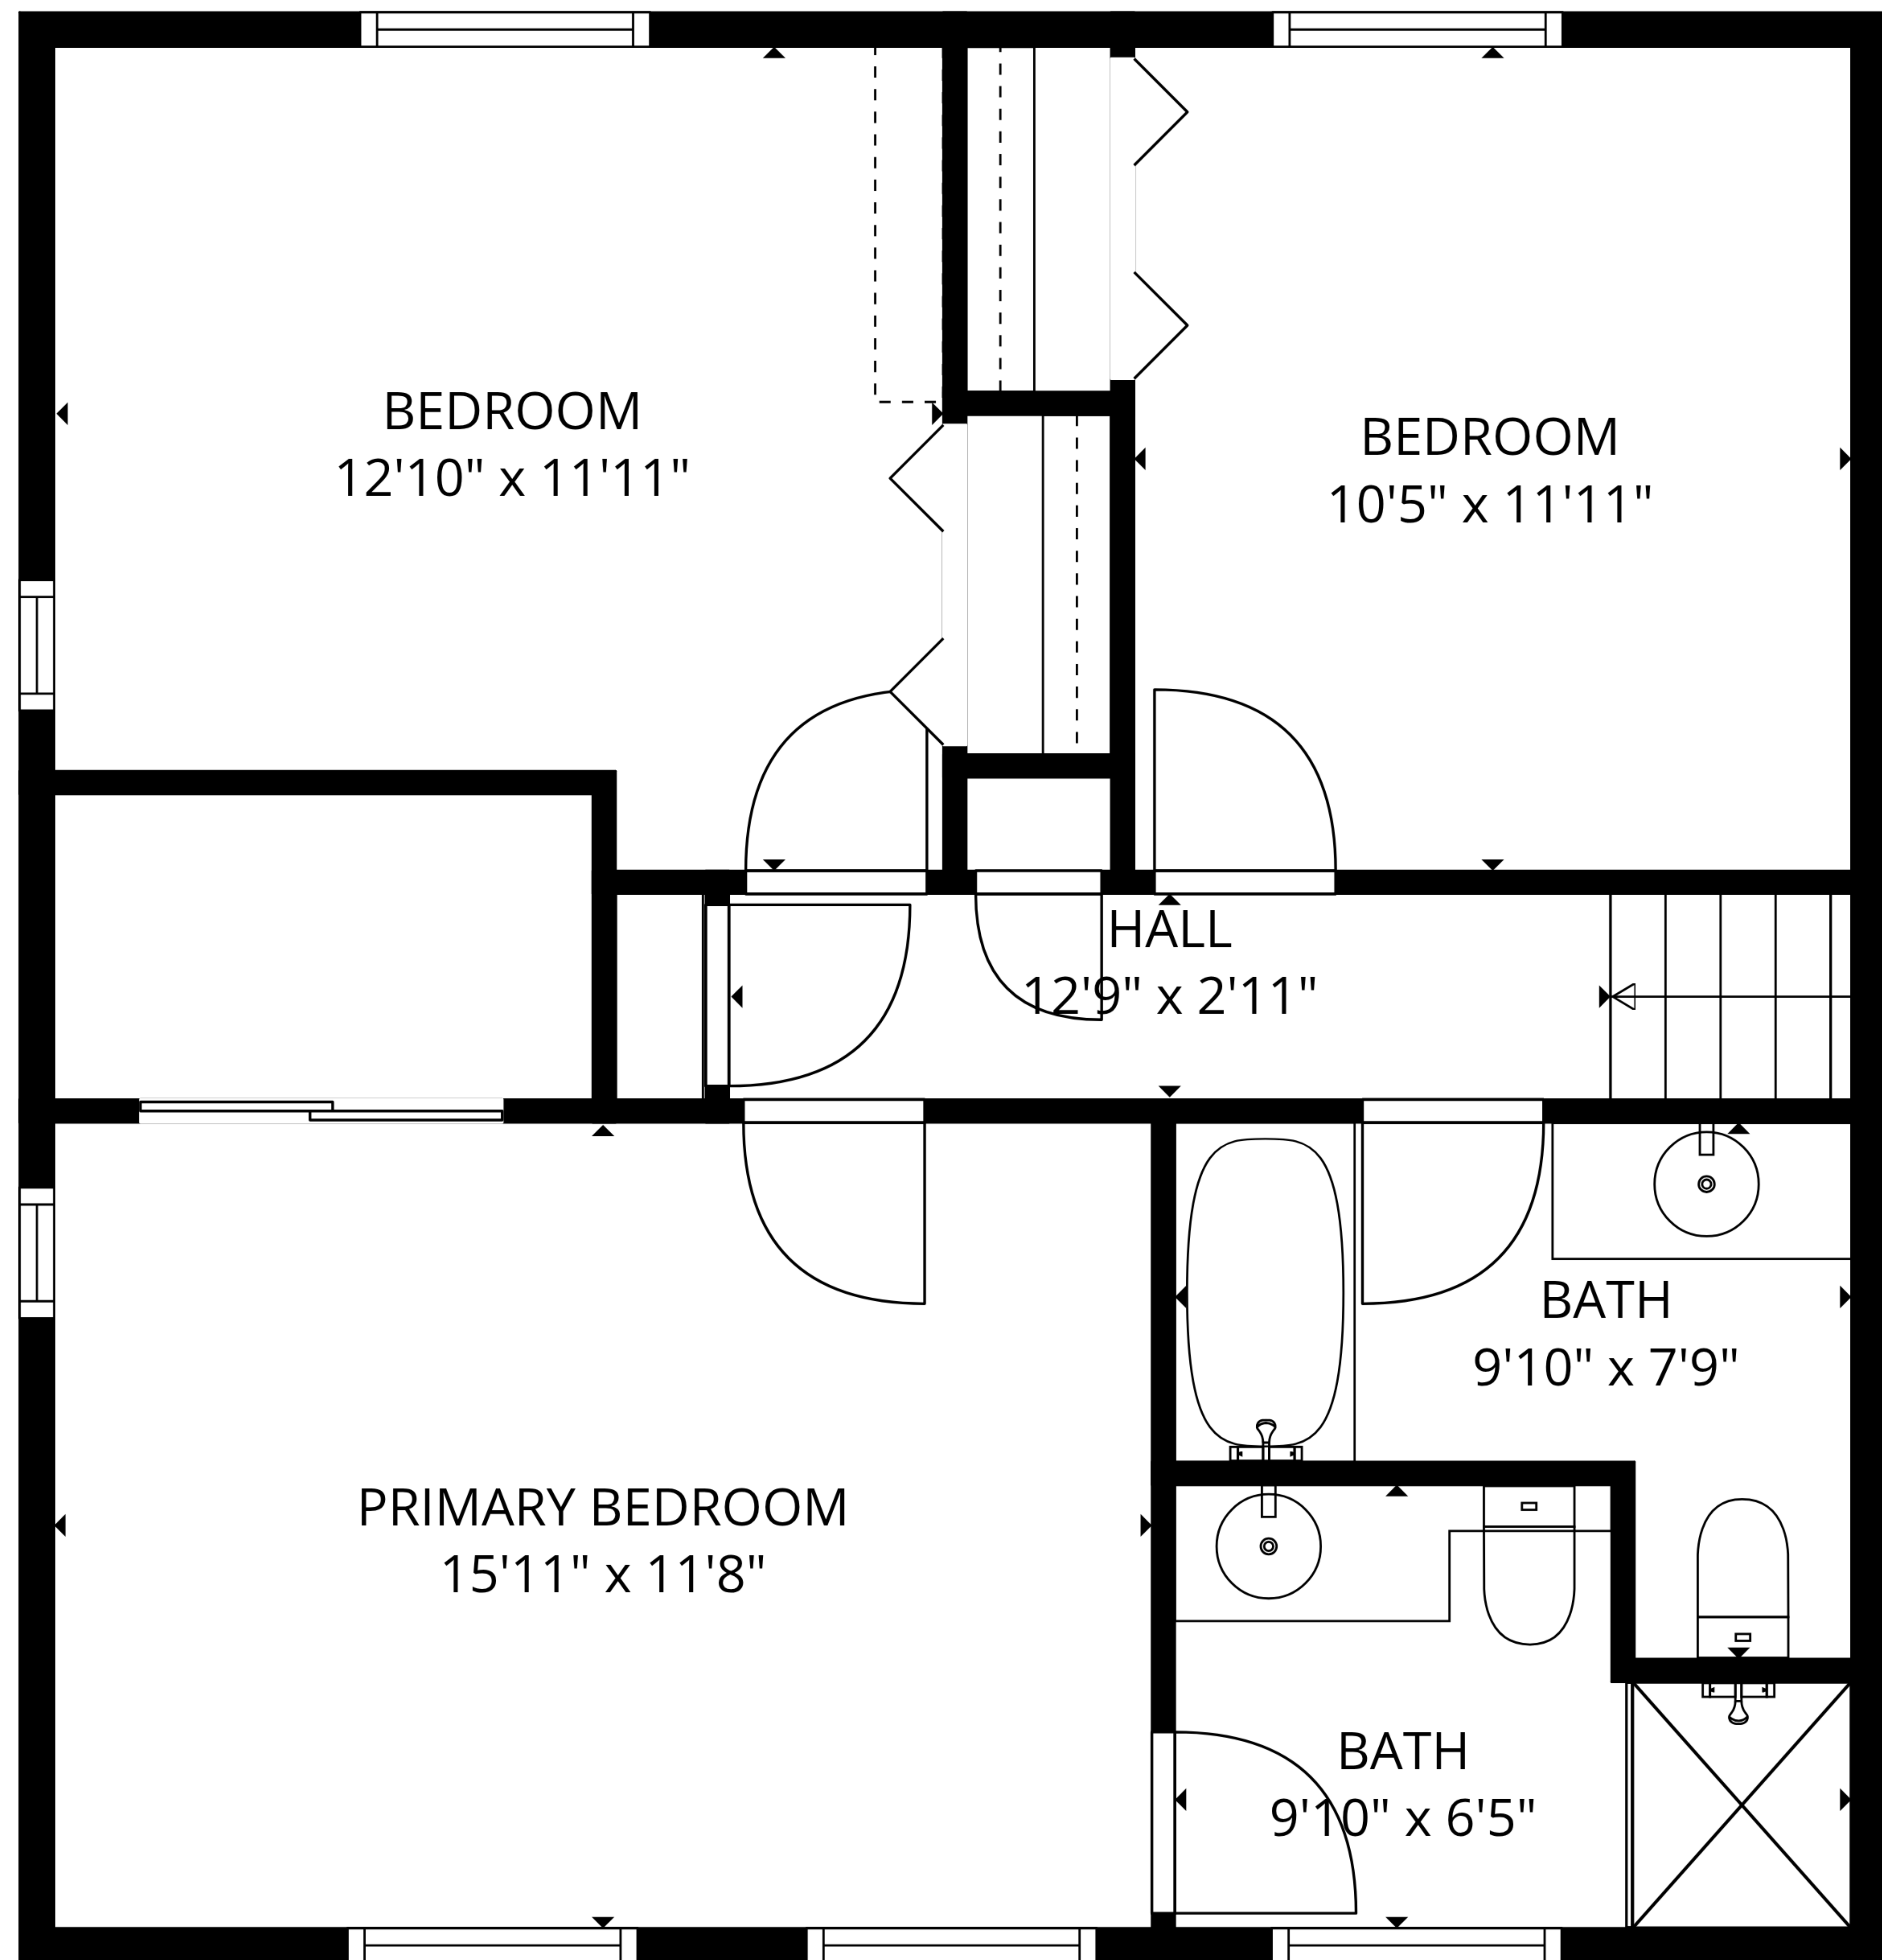 BEDROOM
12'10" x 11'11"
BEDROOM
10'5" x 11'11"
HALL
12'9" x 2'11"
BATH
9'10" x 7'9"
PRIMARY BEDROOM
15'11" x 11'8"
BATH
9'10" x 6'5"